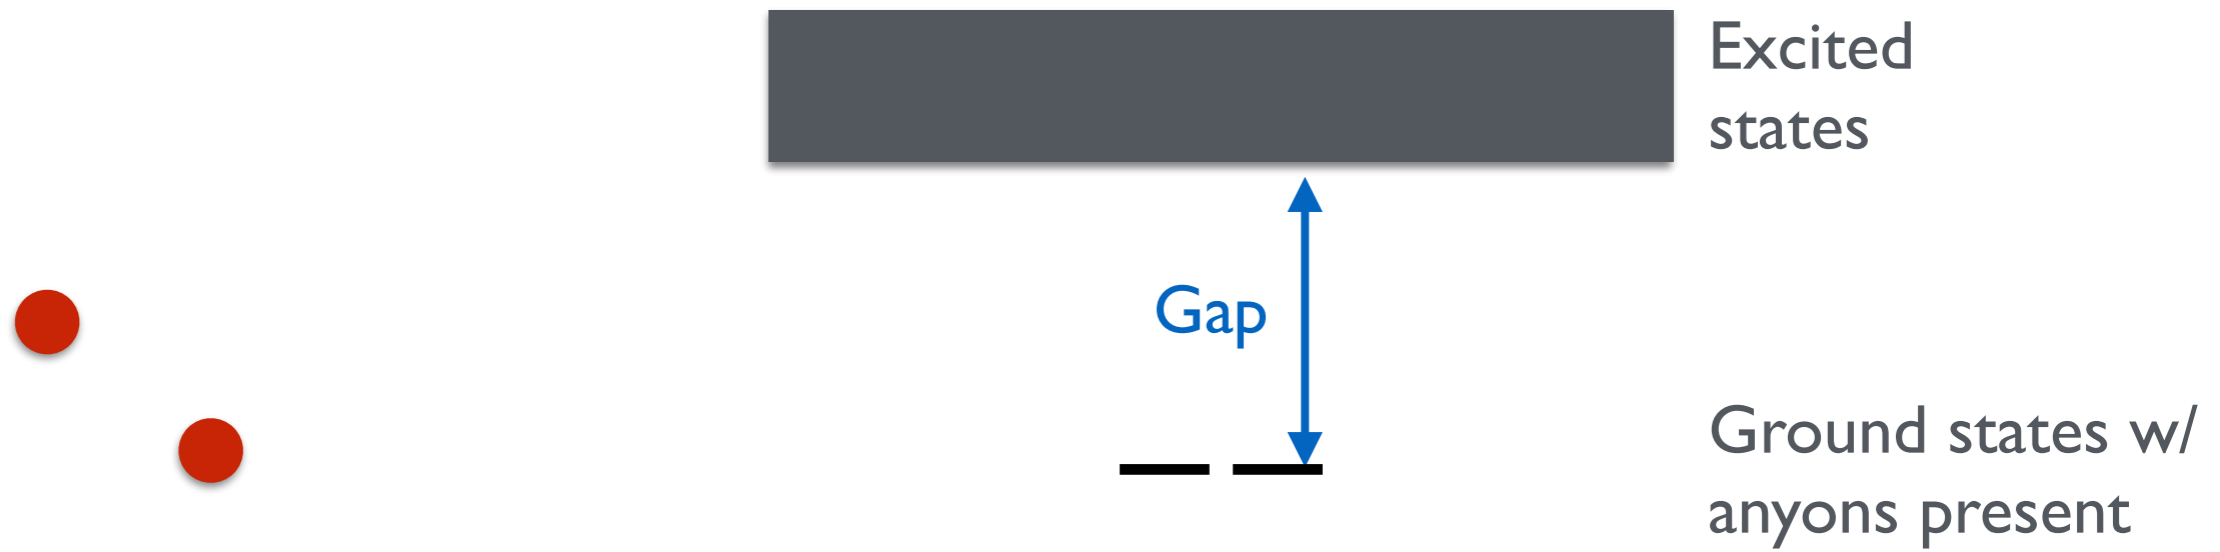 Excited
states
Gap
Ground states w/
anyons present